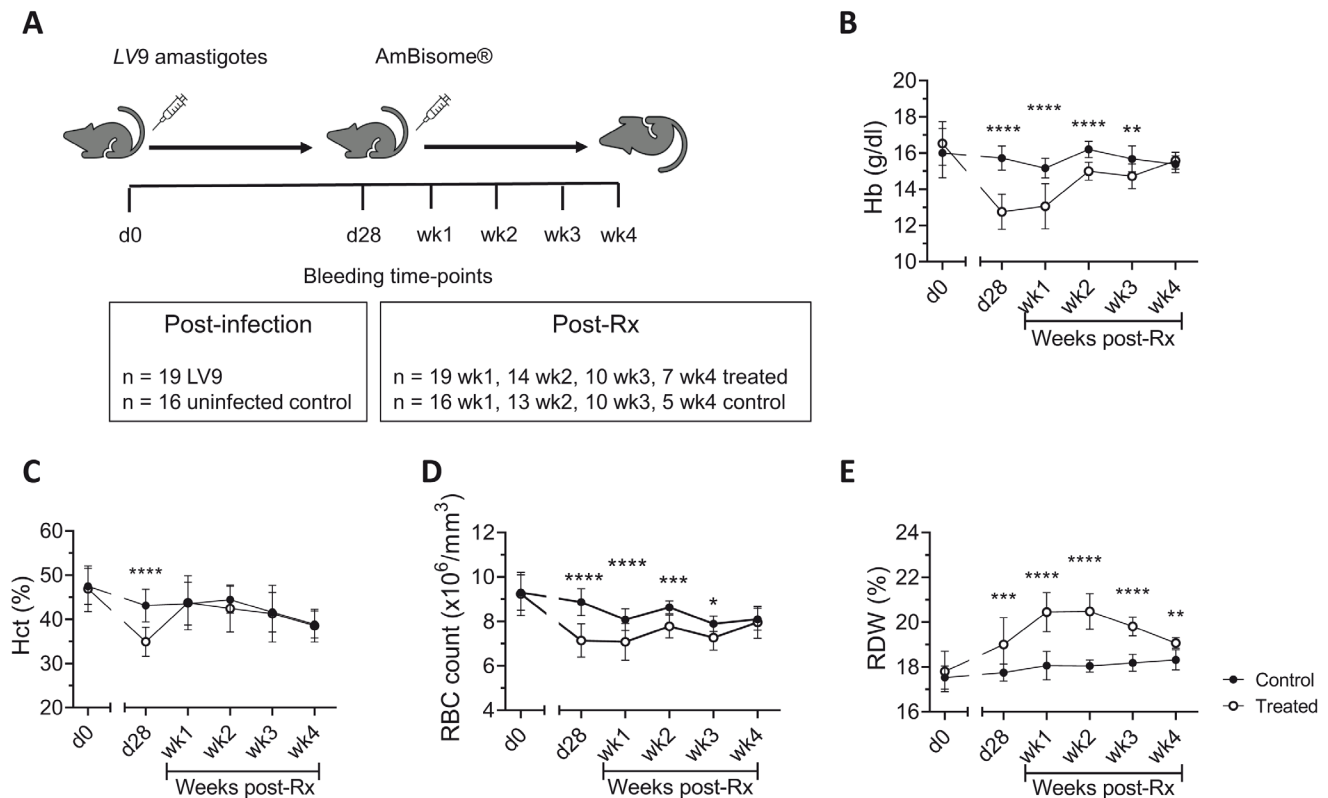 A
LV9 amastigotes
AmBisome®
d0
d28
wk1
wk2
wk3
wk4
Bleeding time-points
Post-infection
n = 19 LV9
n = 16 uninfected control
Post-Rx
n = 19 wk1, 14 wk2, 10 wk3, 7 wk4 treated
n = 16 wk1, 13 wk2, 10 wk3, 5 wk4 control
B
Hb (g/dl)
20
18
16
14
12
10
****
****
****
**
d0
d28
wk1
wk2
wk3
wk4
Weeks post-Rx
C
Hct (%)
60
50
40
30
20
****
d0
d28
wk1
wk2
wk3
wk4
Weeks post-Rx
D
RBC count (x10⁶/mm³)
12
10
8
6
4
****
****
***
*
d0
d28
wk1
wk2
wk3
wk4
Weeks post-Rx
E
RDW (%)
24
22
20
18
16
***
****
****
****
**
d0
d28
wk1
wk2
wk3
wk4
Weeks post-Rx
Control
Treated